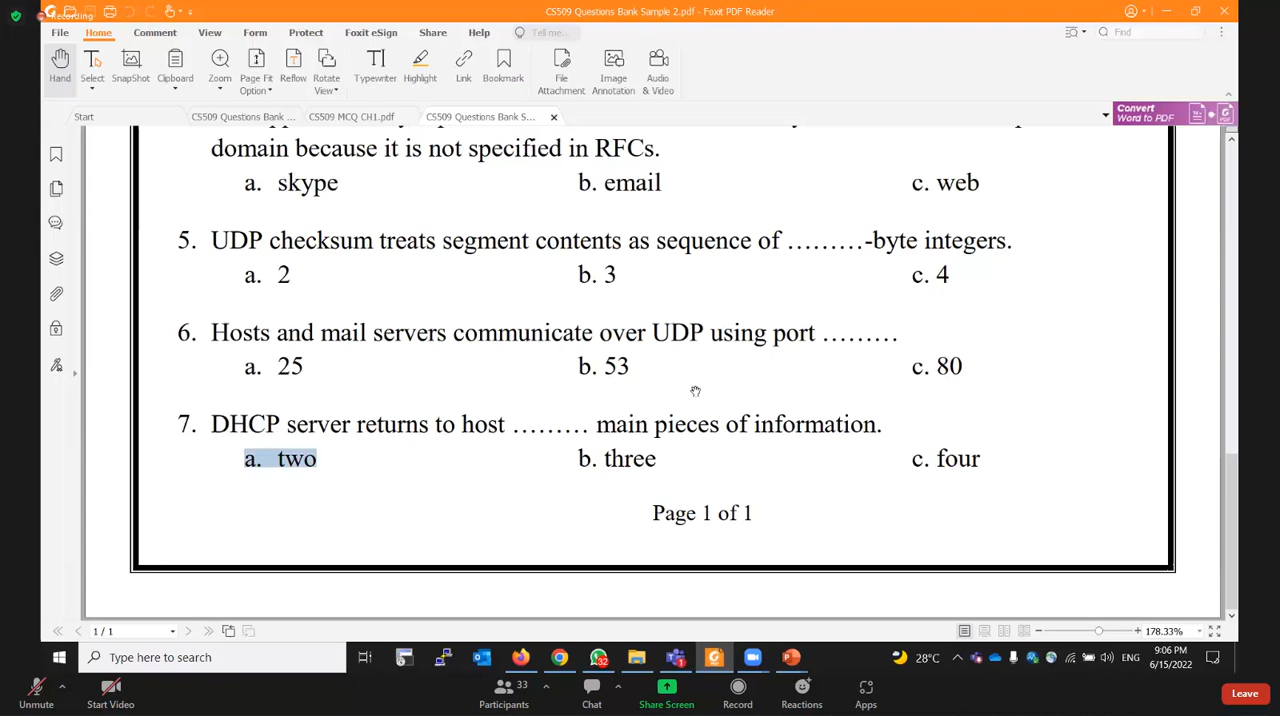 Recording
CS509 Questions Bank Sample 2.pdf - Foxit PDF Reader
File Home Comment View Form Protect Foxit eSign Share Help Tell me... Find
Hand Select SnapShot Clipboard Zoom Page Fit Option Reflow Rotate View Typewriter Highlight Link Bookmark File Attachment Image Annotation Audio & Video
Start CS509 Questions Bank ... CS509 MCQ CH1.pdf CS509 Questions Bank S... Convert Word to PDF
domain because it is not specified in RFCs.
a. skype b. email c. web
5. UDP checksum treats segment contents as sequence of ………-byte integers.
a. 2 b. 3 c. 4
6. Hosts and mail servers communicate over UDP using port ………
a. 25 b. 53 c. 80
7. DHCP server returns to host ……… main pieces of information.
a. two b. three c. four
Page 1 of 1
1 / 1 178.33%
Type here to search 32 28°C ENG 9:06 PM
6/15/2022
33
Unmute Start Video Participants Chat Share Screen Record Reactions Apps Leave